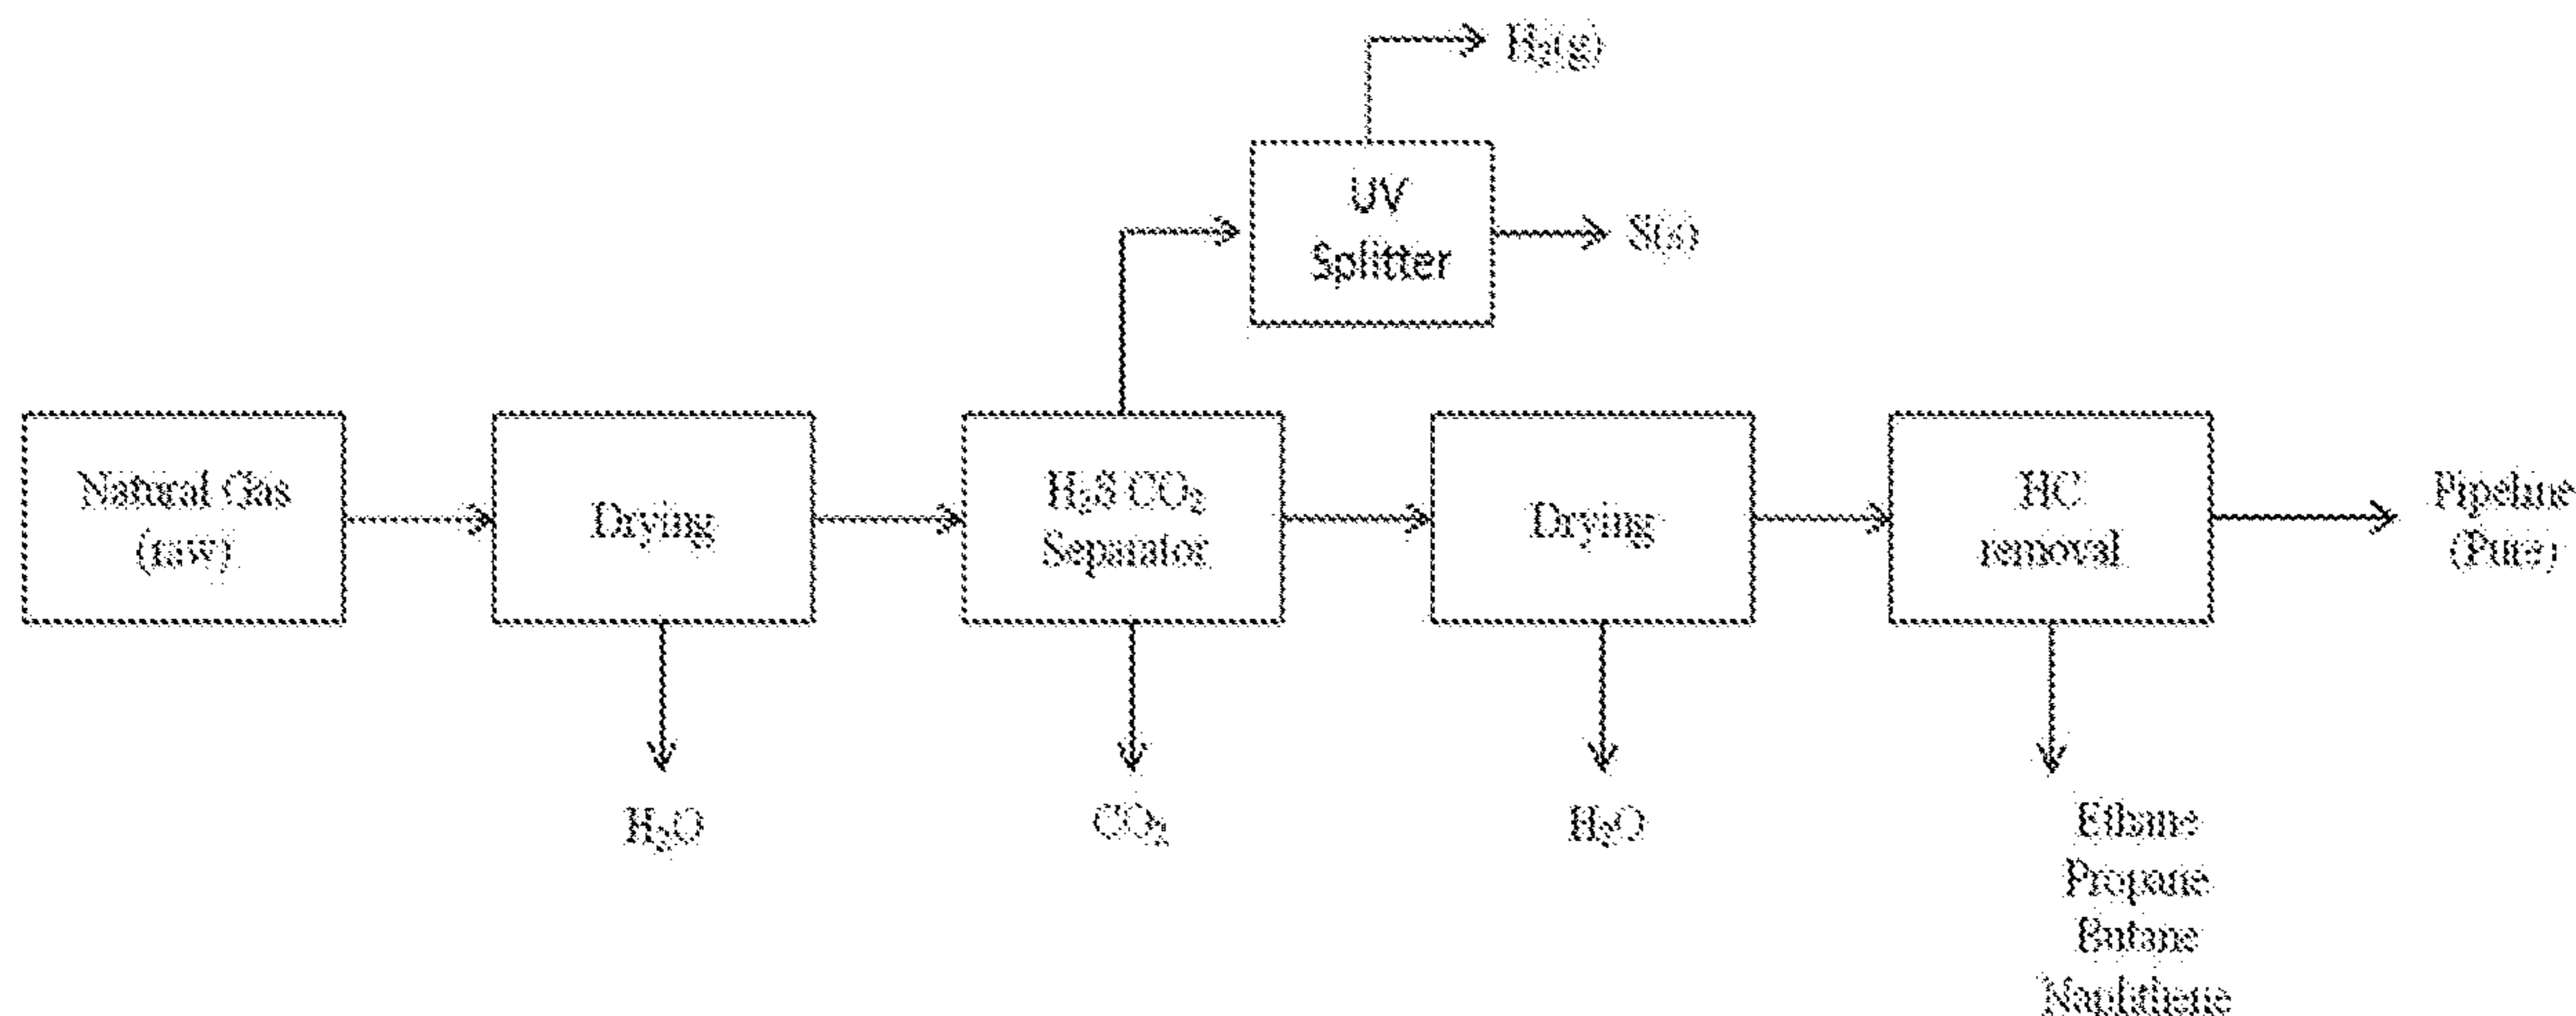 H₂(g)
UV
Splitter
S(s)
Natural Gas
(raw)
Drying
H₂S CO₂
Separator
Drying
HC
removal
Pipeline
(Pure)
H₂O
CO₂
H₂O
Ethane
Propane
Butane
Naphthene